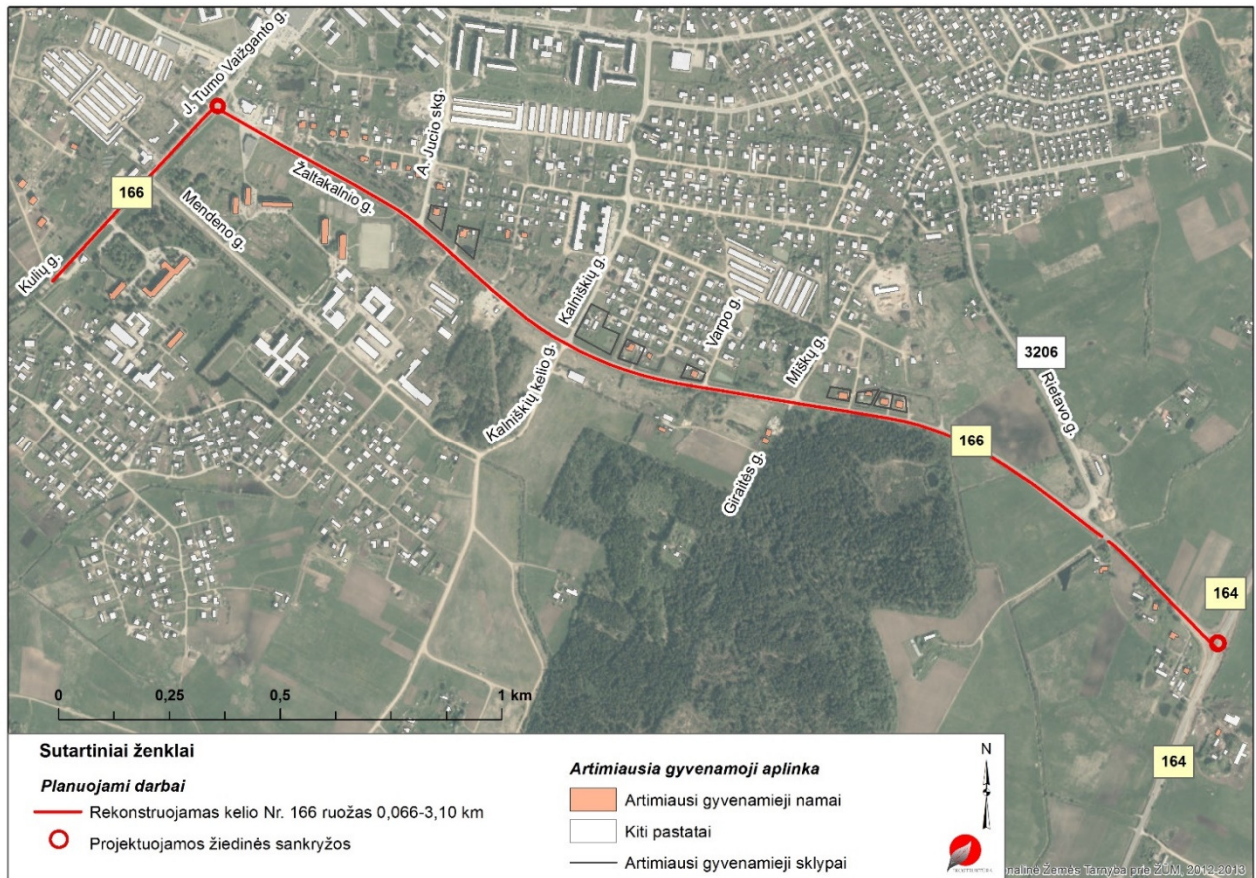 J. Tumo Vaižganto g.
A. Jucio skg.
166
Žaltakalnio g.
Mendeno g.
Kulių g.
Kalniškių g.
Varpo g.
Miškų g.
3206
Rietavo g.
Kalniškių kelio g.
166
Giraitės g.
164
0 0,25 0,5 1 km
164
Sutartiniai ženklai
Planuojami darbai
Rekonstruojamas kelio Nr. 166 ruožas 0,066-3,10 km
Projektuojamos žiedinės sankryžos
Artimiausia gyvenamoji aplinka
Artimiausi gyvenamieji namai
Kiti pastatai
Artimiausi gyvenamieji sklypai
N
nalinė Žemės Tarnyba prie ŽŪM, 2012-2013